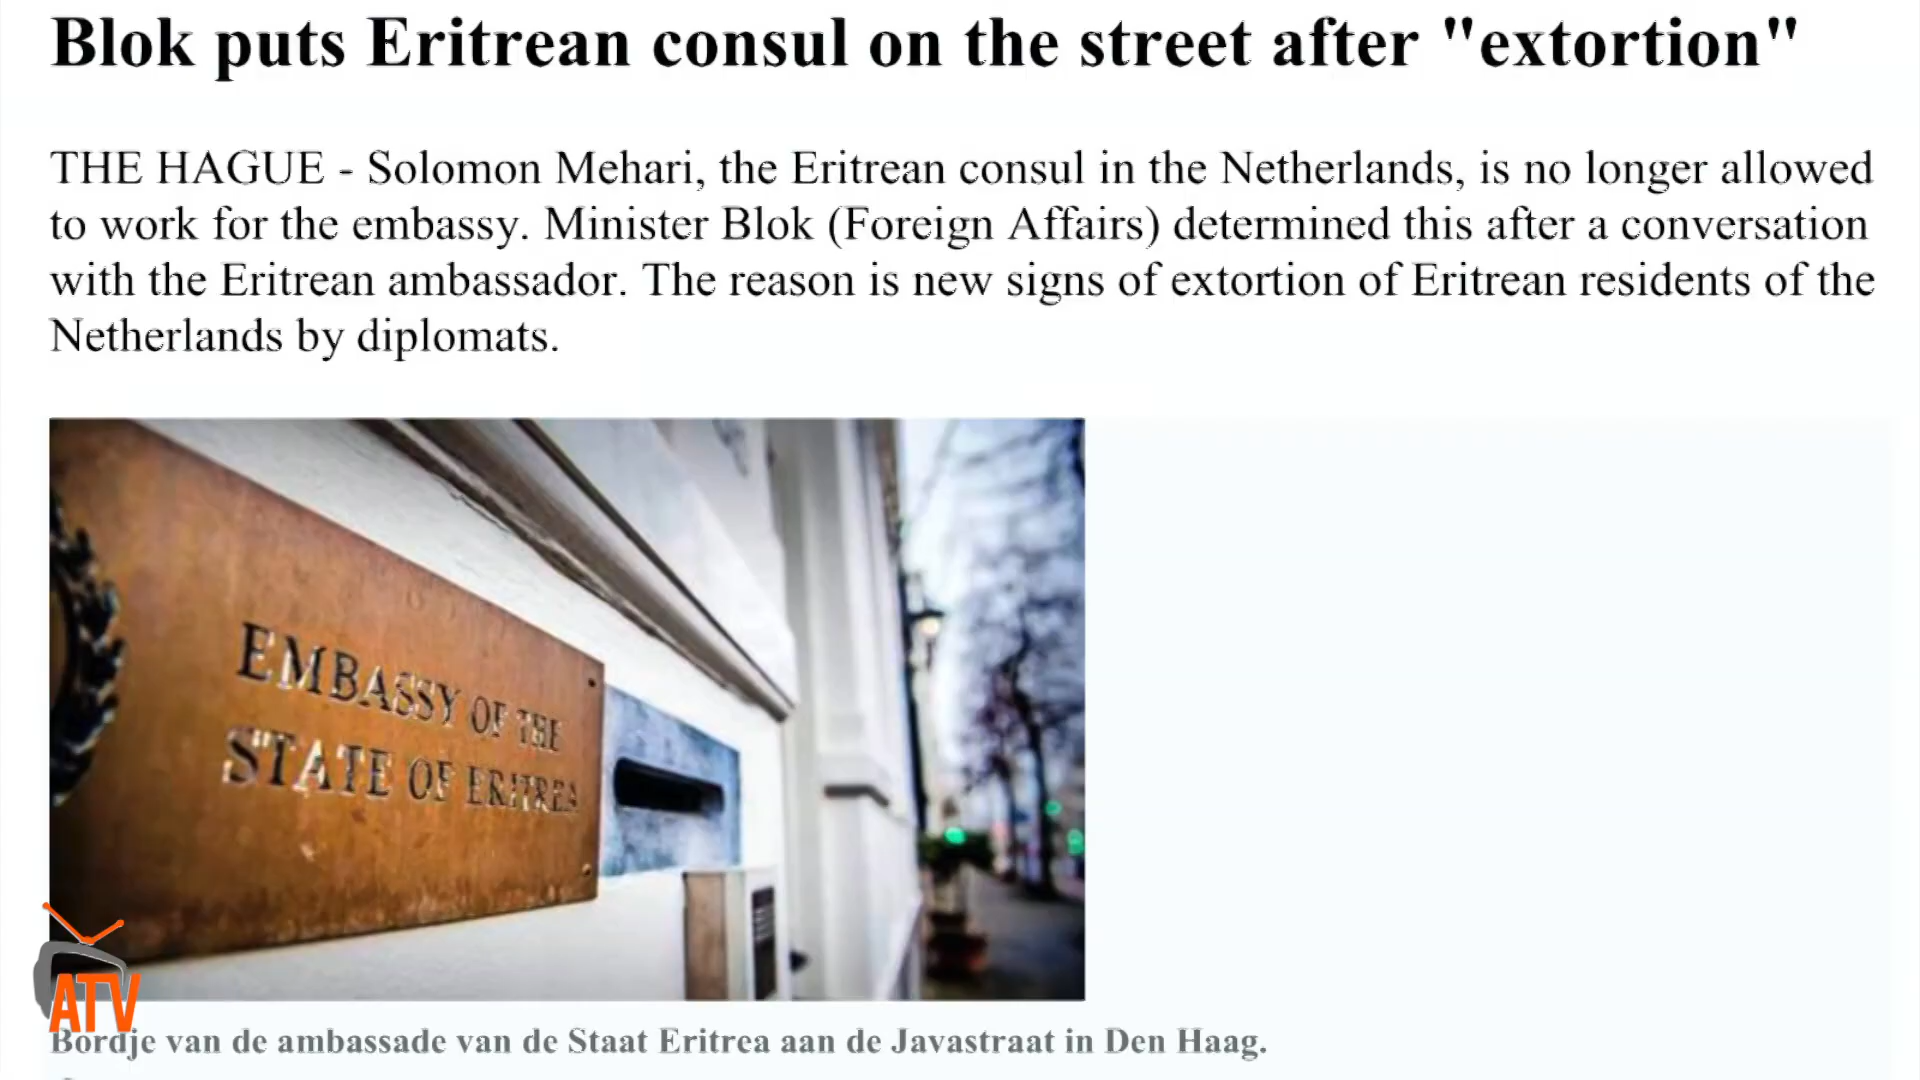 Blok puts Eritrean consul on the street after "extortion"
THE HAGUE - Solomon Mehari, the Eritrean consul in the Netherlands, is no longer allowed
to work for the embassy. Minister Blok (Foreign Affairs) determined this after a conversation
with the Eritrean ambassador. The reason is new signs of extortion of Eritrean residents of the
Netherlands by diplomats.
EMBASSY OF THE
STATE OF ERITREA
ATV
Bordje van de ambassade van de Staat Eritrea aan de Javastraat in Den Haag.